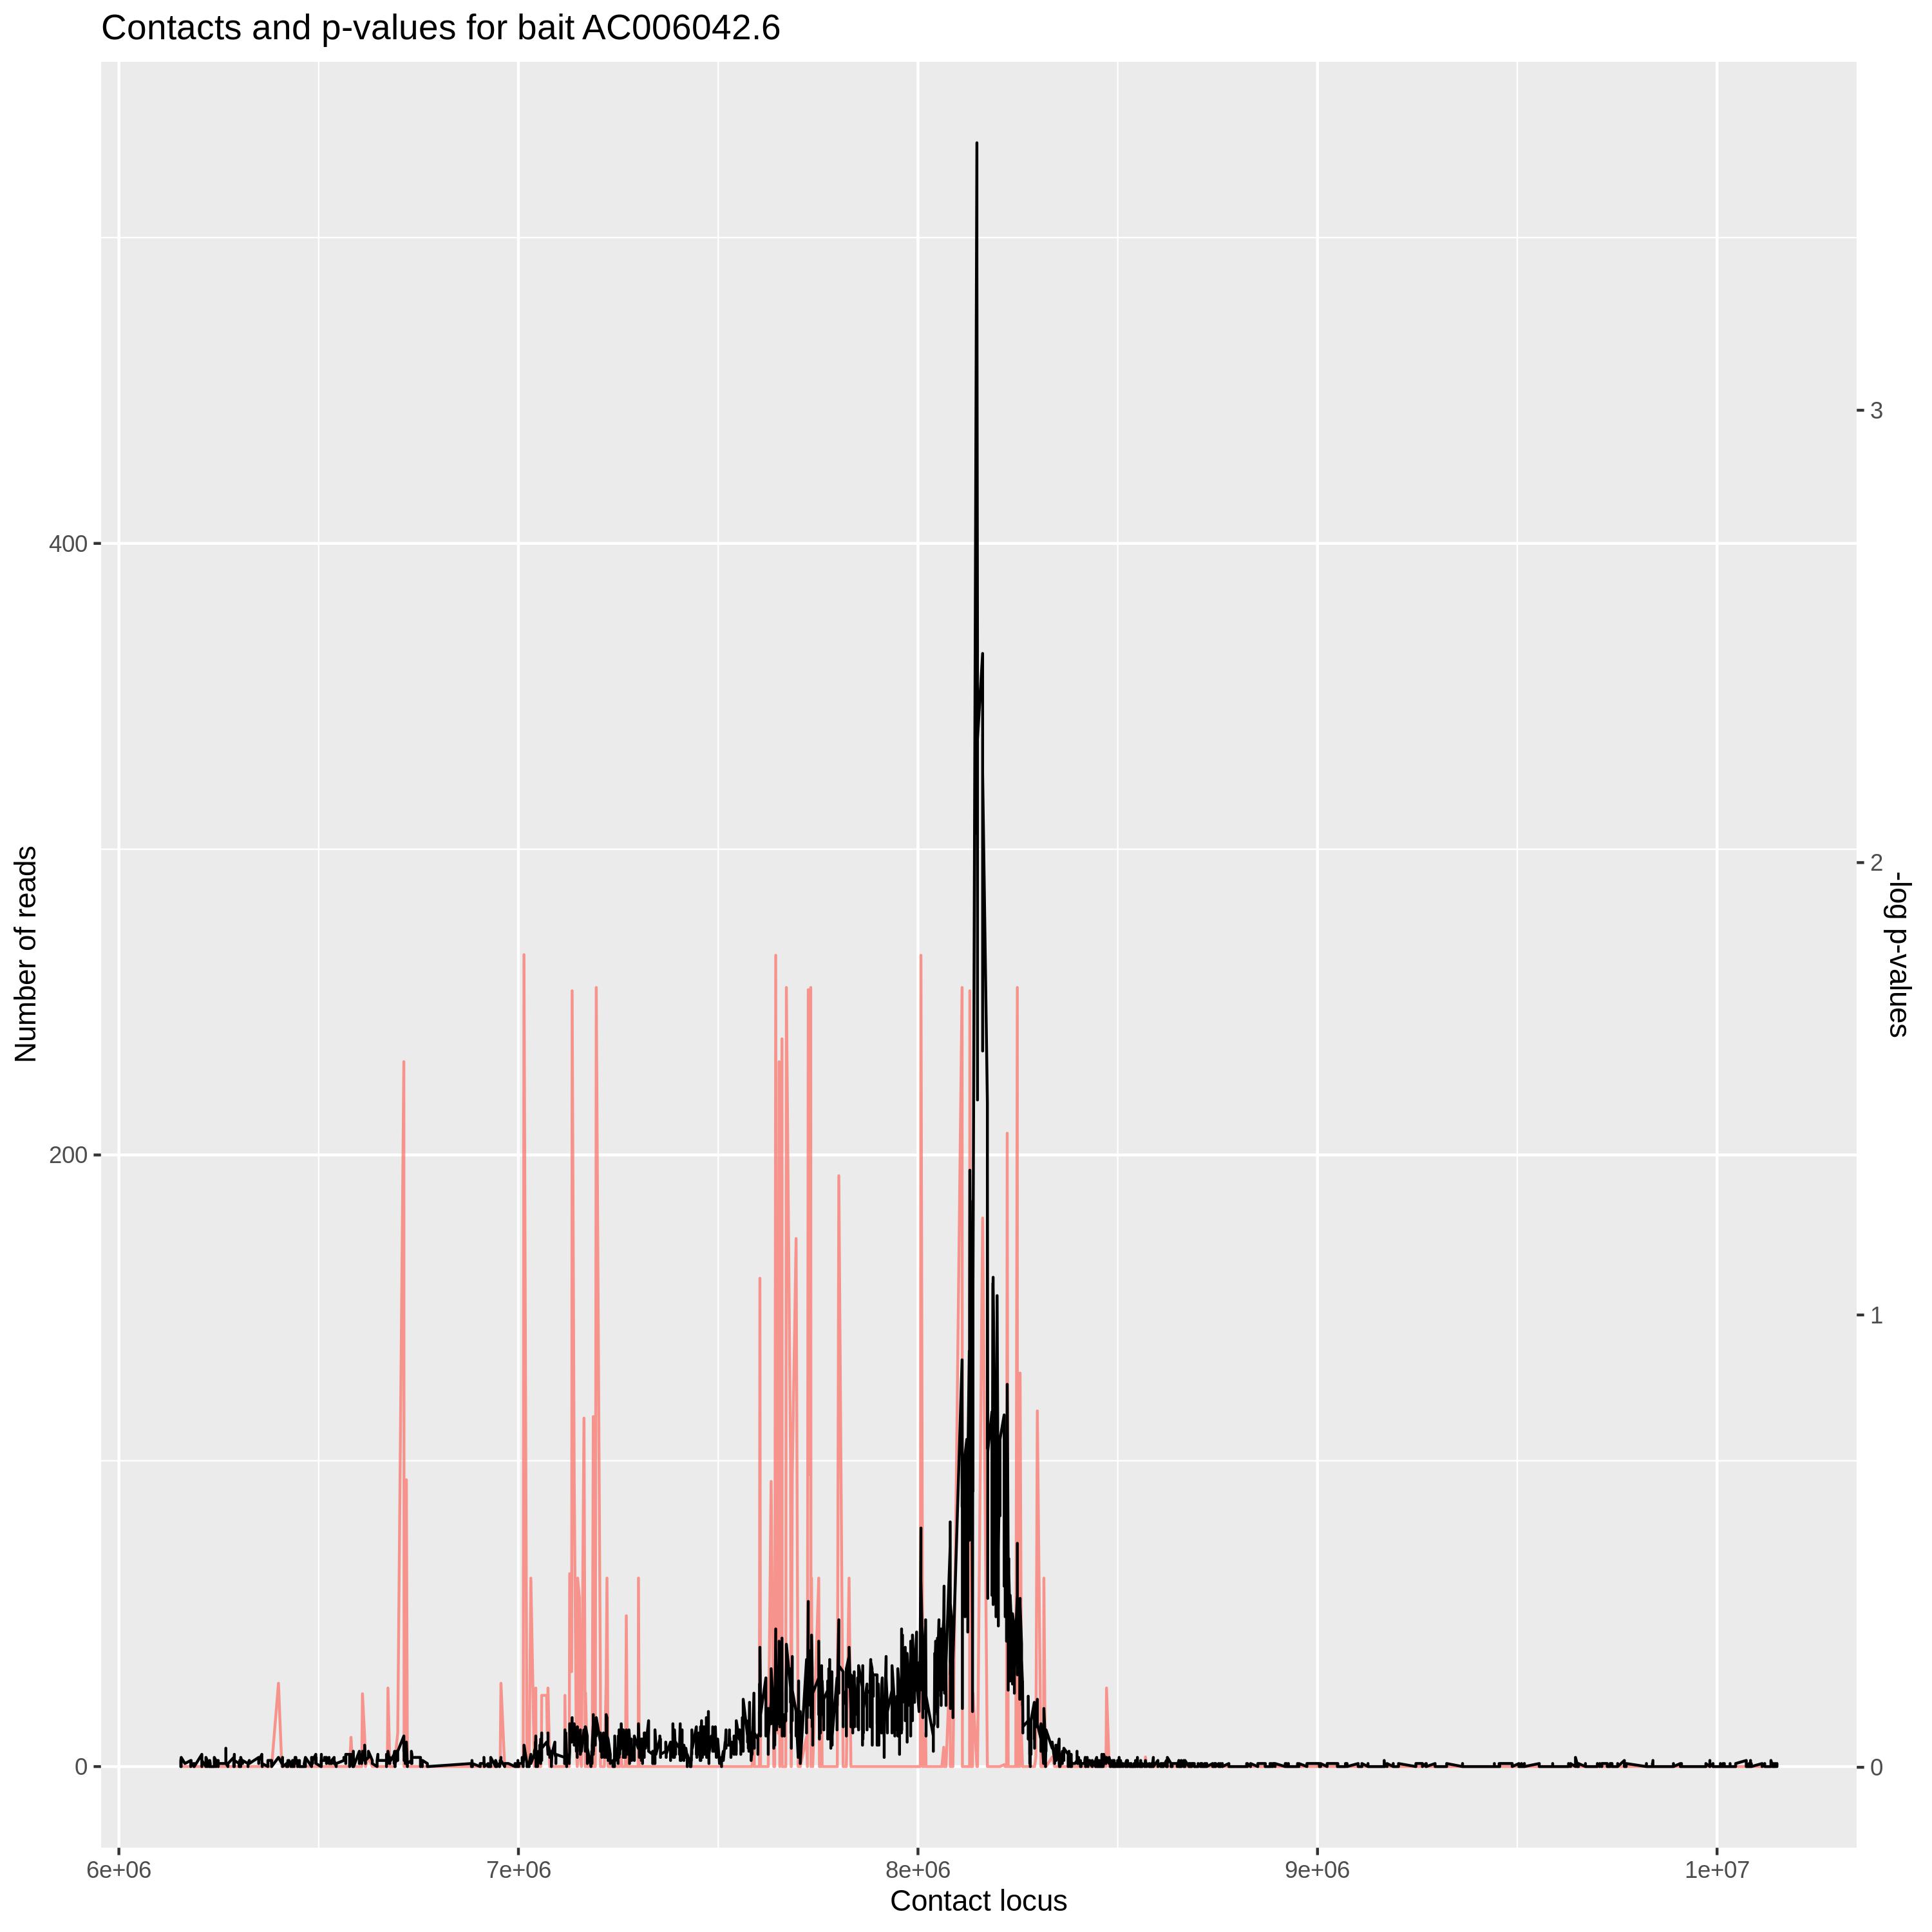 Contacts and p-values for bait AC006042.6
Number of reads
400
200
0
3
2
1
0
-log p-values
6e+06
7e+06
8e+06
9e+06
1e+07
Contact locus